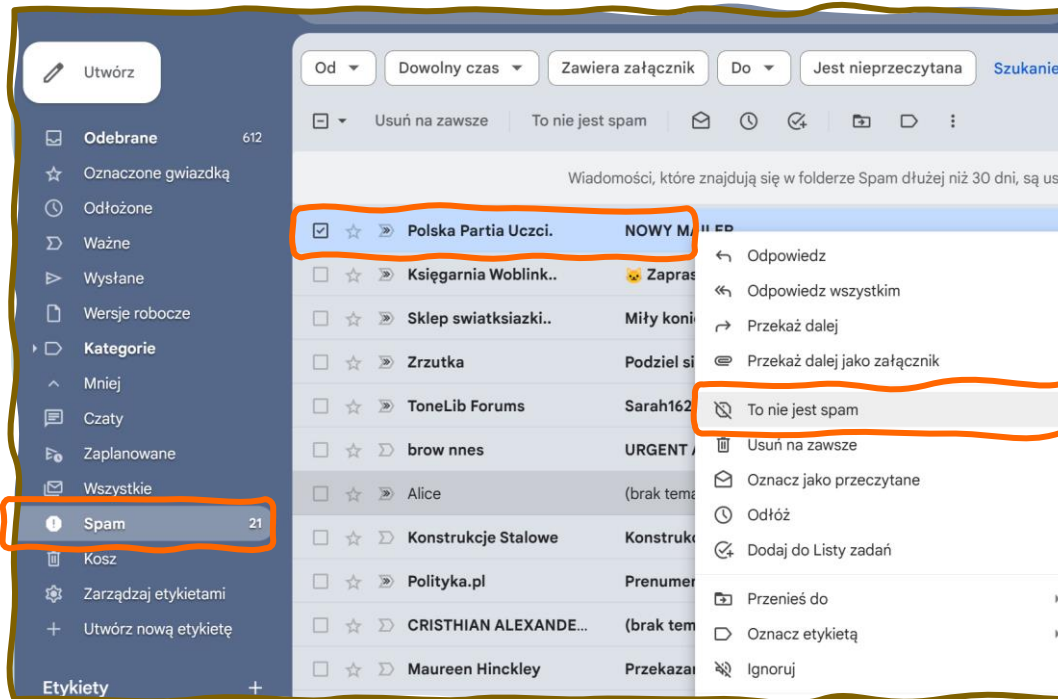 Utwórz
Odebrane 612
Oznaczone gwiazdką
Odłożone
Ważne
Wysłane
Wersje robocze
Kategorie
Mniej
Czaty
Zaplanowane
Wszystkie
Spam 21
Kosz
Zarządzaj etykietami
Utwórz nową etykietę
Etykiety +
Od Dowolny czas Zawiera załącznik Do Jest nieprzeczytana Szukanie
Usuń na zawsze To nie jest spam
Wiadomości, które znajdują się w folderze Spam dłużej niż 30 dni, są us
Polska Partia Uczci. NOWY MAILER
Księgarnia Woblink.. 🐱 Zapras
Sklep swiatksiazki.. Miły koni
Zrzutka Podziel si
ToneLib Forums Sarah162
brow nnes URGENT A
Alice (brak tema
Konstrukcje Stalowe Konstrukc
Polityka.pl Prenumer
CRISTHIAN ALEXANDE... (brak tem
Maureen Hinckley Przekazar
Odpowiedz
Odpowiedz wszystkim
Przekaż dalej
Przekaż dalej jako załącznik
To nie jest spam
Usuń na zawsze
Oznacz jako przeczytane
Odłóż
Dodaj do Listy zadań
Przenieś do
Oznacz etykietą
Ignoruj